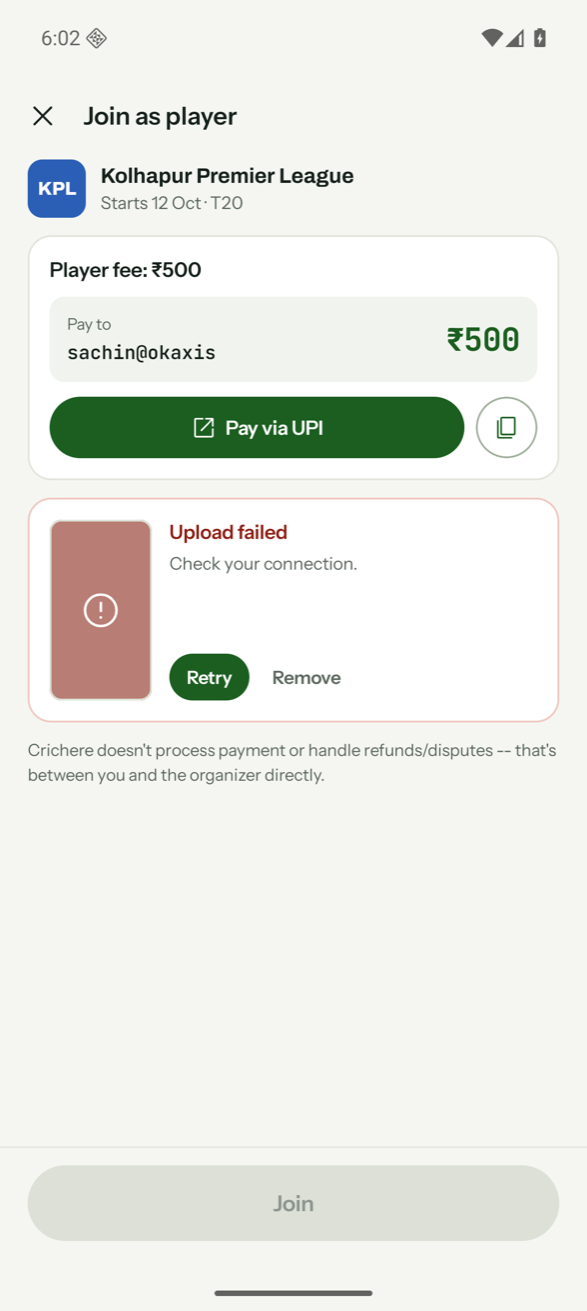 6:02
Join as player
KPL
Kolhapur Premier League
Starts 12 Oct · T20
Player fee: ₹500
Pay to
sachin@okaxis
₹500
Pay via UPI
Upload failed
Check your connection.
Retry
Remove
Crichere doesn't process payment or handle refunds/disputes -- that's
between you and the organizer directly.
Join